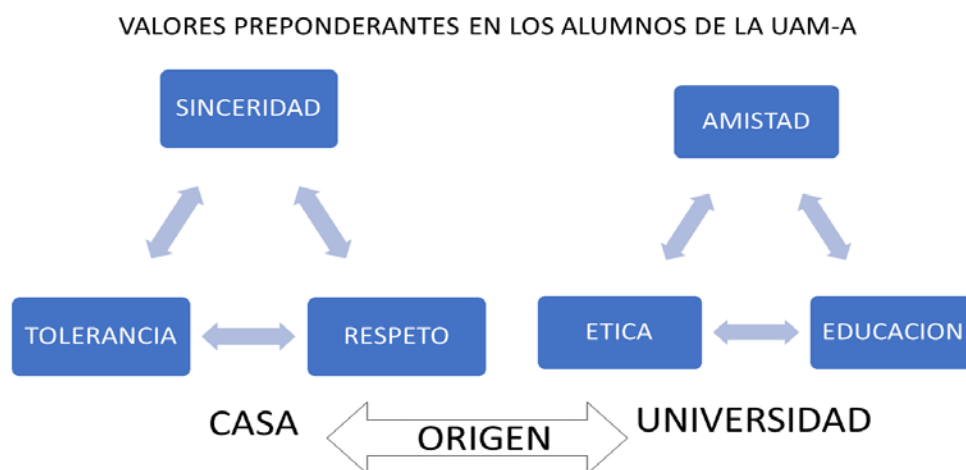 VALORES PREPONDERANTES EN LOS ALUMNOS DE LA UAM-A
SINCERIDAD
AMISTAD
TOLERANCIA
RESPETO
ETICA
EDUCACION
CASA
ORIGEN
UNIVERSIDAD